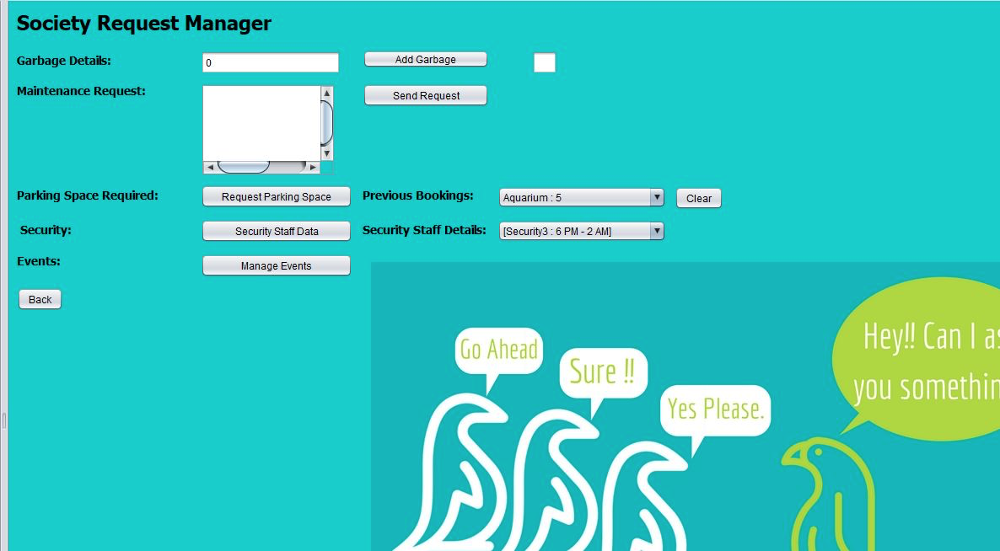 Society Request Manager
Garbage Details:
0
Add Garbage
Maintenance Request:
Send Request
Parking Space Required:
Request Parking Space
Previous Bookings:
Aquarium : 5
Clear
Security:
Security Staff Data
Security Staff Details:
[Security3 : 6 PM - 2 AM]
Events:
Manage Events
Back
Go Ahead
Sure !!
Yes Please.
Hey!! Can I as
you somethin